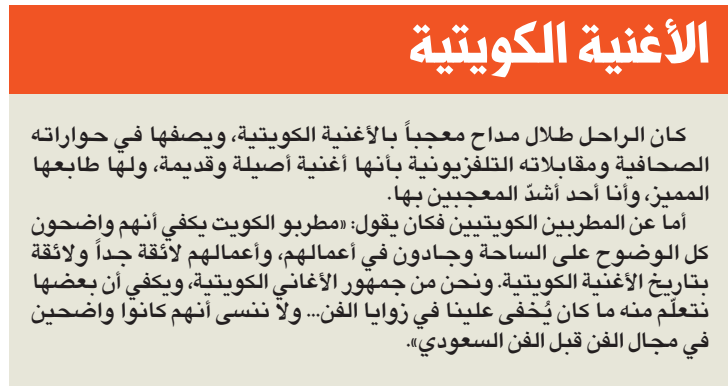 الأغنية الكويتية
كان الراحل طلال مداح معجباً بالأغنية الكويتية، ويصفها في حواراته
الصحافية ومقابلاته التلفزيونية بأنها أغنية أصيلة وقديمة، ولها طابعها
المميز، وأنا أحد أشدّ المعجبين بها.
أما عن المطربين الكويتيين فكان يقول: «مطربو الكويت يكفي أنهم واضحون
كل الوضوح على الساحة وجادون في أعمالهم، وأعمالهم لائقة جداً ولائقة
بتاريخ الأغنية الكويتية. ونحن من جمهور الأغاني الكويتية، ويكفي أن بعضها
نتعلّم منه ما كان يُخفى علينا في زوايا الفن... ولا ننسى أنهم كانوا واضحين
في مجال الفن قبل الفن السعودي».